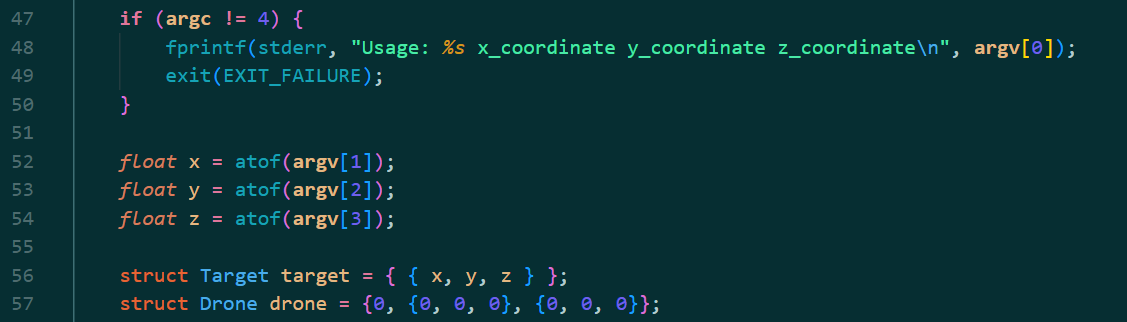 47 if (argc != 4) {
48 fprintf(stderr, "Usage: %s x_coordinate y_coordinate z_coordinate\n", argv[0]);
49 exit(EXIT_FAILURE);
50 }
51
52 float x = atof(argv[1]);
53 float y = atof(argv[2]);
54 float z = atof(argv[3]);
55
56 struct Target target = { { x, y, z } };
57 struct Drone drone = {0, {0, 0, 0}, {0, 0, 0}};